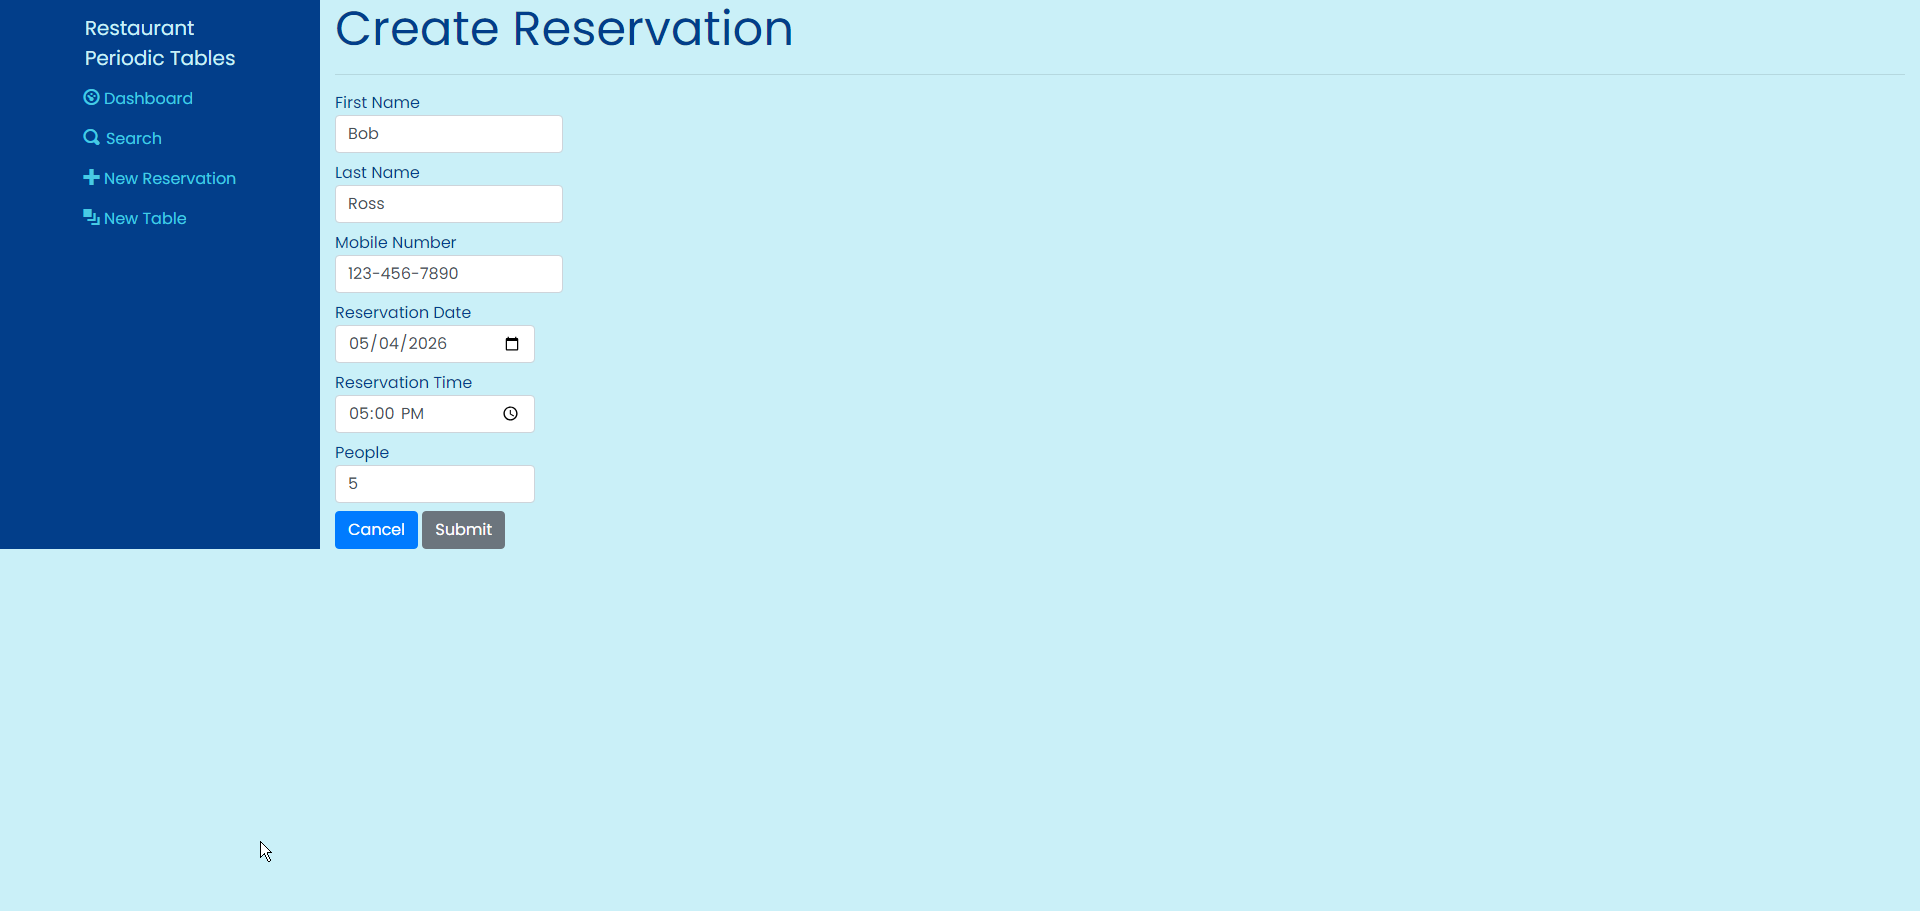 Restaurant
Periodic Tables
Dashboard
Search
New Reservation
New Table
Create Reservation
First Name
Bob
Last Name
Ross
Mobile Number
123-456-7890
Reservation Date
05/04/2026
Reservation Time
05:00 PM
People
5
Cancel Submit